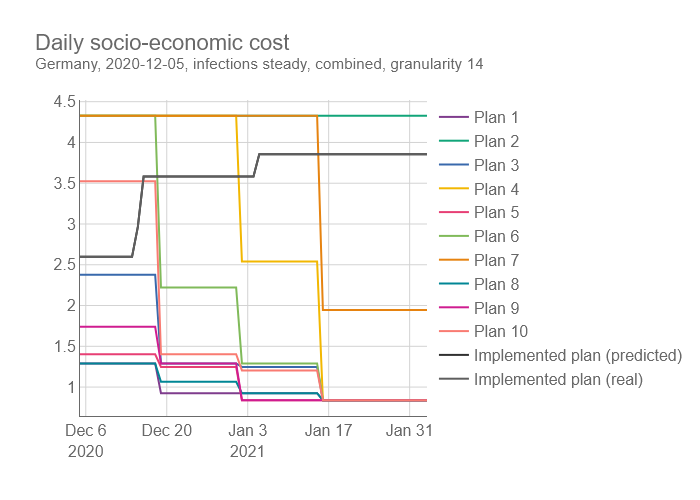 Daily socio-economic cost
Germany, 2020-12-05, infections steady, combined, granularity 14
4.5
4
3.5
3
2.5
2
1.5
1
Dec 6
2020
Dec 20
Jan 3
2021
Jan 17
Jan 31
Plan 1
Plan 2
Plan 3
Plan 4
Plan 5
Plan 6
Plan 7
Plan 8
Plan 9
Plan 10
Implemented plan (predicted)
Implemented plan (real)